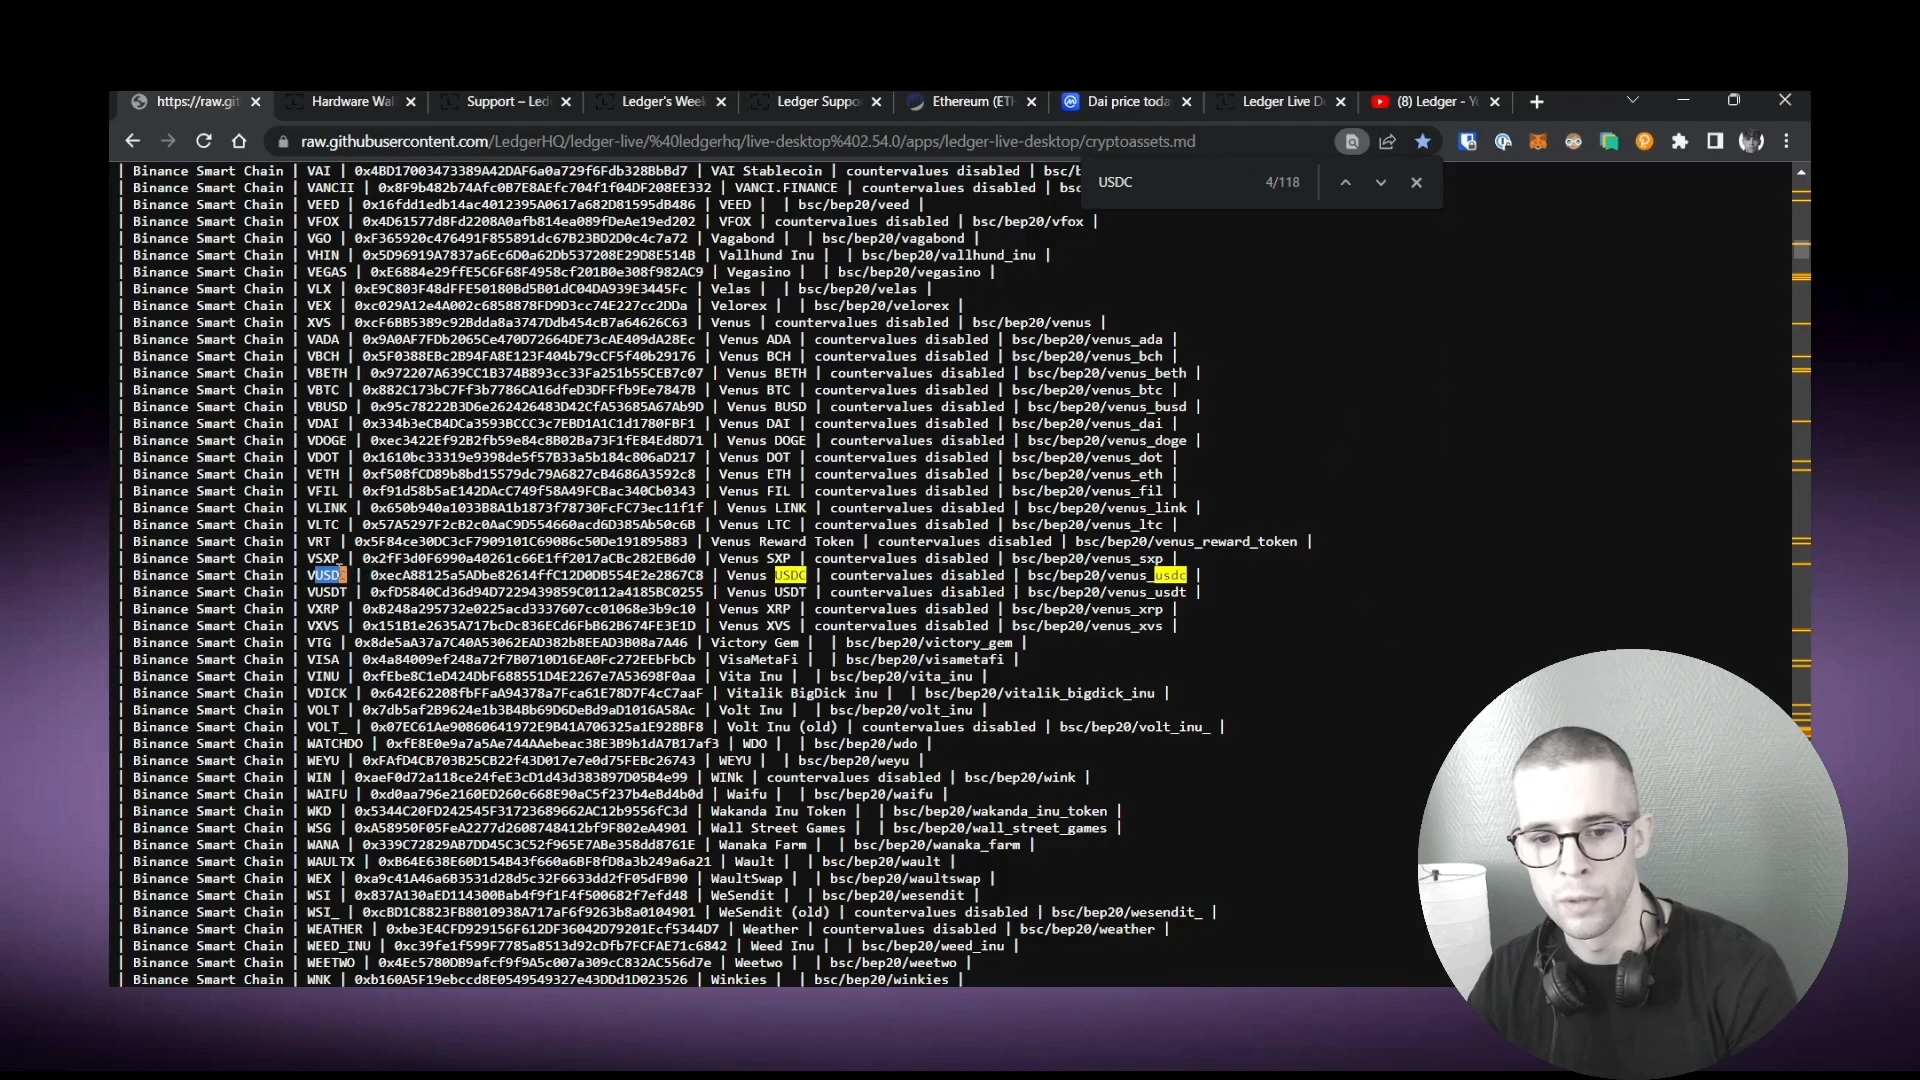 https://raw.git
Hardware Wal
Support – Led
Ledger's Week
Ledger Suppo
Ethereum (ETH
Dai price toda
Ledger Live D
(8) Ledger - Yo
raw.githubusercontent.com/LedgerHQ/ledger-live/%40ledgerhq/live-desktop%402.54.0/apps/ledger-live-desktop/cryptoassets.md
USDC 4/118
| Binance Smart Chain | VAI | 0x4BD17003473389A42DAF6a0a729f6Fdb328BbBd7 | VAI Stablecoin | countervalues disabled | bsc/b
| Binance Smart Chain | VANCII | 0x8F9b482b74Afc0B7E8AEfc704f1f04DF208EE332 | VANCI.FINANCE | countervalues disabled | bsc
| Binance Smart Chain | VEED | 0x16fdd1edb14ac4012395A0617a682D81595dB486 | VEED | | bsc/bep20/veed |
| Binance Smart Chain | VFOX | 0x4D61577d8Fd2208A0afb814ea089fDeAe19ed202 | VFOX | countervalues disabled | bsc/bep20/vfox |
| Binance Smart Chain | VGO | 0xF365920c476491F855891dc67B23BD2D0c4c7a72 | Vagabond | | bsc/bep20/vagabond |
| Binance Smart Chain | VHIN | 0x5D96919A7837a6Ec6D0a62Db537208E29D8E514B | Vallhund Inu | | bsc/bep20/vallhund_inu |
| Binance Smart Chain | VEGAS | 0xE6884e29ffE5C6F68F4958cf201B0e308f982AC9 | Vegasino | | bsc/bep20/vegasino |
| Binance Smart Chain | VLX | 0xE9C803F48dFFE50180Bd5B01dC04DA939E3445Fc | Velas | | bsc/bep20/velas |
| Binance Smart Chain | VEX | 0xc029A12e4A002c6858878FD9D3cc74E227cc2DDa | Velorex | | bsc/bep20/velorex |
| Binance Smart Chain | XVS | 0xcF6BB5389c92Bdda8a3747Ddb454cB7a64626C63 | Venus | countervalues disabled | bsc/bep20/venus |
| Binance Smart Chain | VADA | 0x9A0AF7FDb2065Ce470D72664DE73cAE409dA28Ec | Venus ADA | countervalues disabled | bsc/bep20/venus_ada |
| Binance Smart Chain | VBCH | 0x5F0388EBc2B94FA8E123F404b79cCF5f40b29176 | Venus BCH | countervalues disabled | bsc/bep20/venus_bch |
| Binance Smart Chain | VBETH | 0x972207A639CC1B374B893cc33Fa251b55CEB7c07 | Venus BETH | countervalues disabled | bsc/bep20/venus_beth |
| Binance Smart Chain | VBTC | 0x882C173bC7Ff3b7786CA16dfeD3DFFfb9Ee7847B | Venus BTC | countervalues disabled | bsc/bep20/venus_btc |
| Binance Smart Chain | VBUSD | 0x95c78222B3D6e262426483D42CfA53685A67Ab9D | Venus BUSD | countervalues disabled | bsc/bep20/venus_busd |
| Binance Smart Chain | VDAI | 0x334b3eCB4DCa3593BCCC3c7EBD1A1C1d1780FBF1 | Venus DAI | countervalues disabled | bsc/bep20/venus_dai |
| Binance Smart Chain | VDOGE | 0xec3422Ef92B2fb59e84c8B02Ba73F1fE84Ed8D71 | Venus DOGE | countervalues disabled | bsc/bep20/venus_doge |
| Binance Smart Chain | VDOT | 0x1610bc33319e9398de5f57B33a5b184c806aD217 | Venus DOT | countervalues disabled | bsc/bep20/venus_dot |
| Binance Smart Chain | VETH | 0xf508fCD89b8bd15579dc79A6827cB4686A3592c8 | Venus ETH | countervalues disabled | bsc/bep20/venus_eth |
| Binance Smart Chain | VFIL | 0xf91d58b5aE142DAcC749f58A49FCBac340Cb0343 | Venus FIL | countervalues disabled | bsc/bep20/venus_fil |
| Binance Smart Chain | VLINK | 0x650b940a1033B8A1b1873f78730FcFC73ec11f1f | Venus LINK | countervalues disabled | bsc/bep20/venus_link |
| Binance Smart Chain | VLTC | 0x57A5297F2cB2c0AaC9D554660acd6D385Ab50c6B | Venus LTC | countervalues disabled | bsc/bep20/venus_ltc |
| Binance Smart Chain | VRT | 0x5F84ce30DC3cF7909101C69086c50De191895883 | Venus Reward Token | countervalues disabled | bsc/bep20/venus_reward_token |
| Binance Smart Chain | VSXP | 0x2fF3d0F6990a40261c66E1ff2017aCBc282EB6d0 | Venus SXP | countervalues disabled | bsc/bep20/venus_sxp |
| Binance Smart Chain | VUSDC | 0xecA88125a5ADbe82614ffC12D0DB554E2e2867C8 | Venus USDC | countervalues disabled | bsc/bep20/venus_usdc |
| Binance Smart Chain | VUSDT | 0xfD5840Cd36d94D7229439859C0112a4185BC0255 | Venus USDT | countervalues disabled | bsc/bep20/venus_usdt |
| Binance Smart Chain | VXRP | 0xB248a295732e0225acd3337607cc01068e3b9c10 | Venus XRP | countervalues disabled | bsc/bep20/venus_xrp |
| Binance Smart Chain | VXVS | 0x151B1e2635A717bcDc836ECd6FbB62B674FE3E1D | Venus XVS | countervalues disabled | bsc/bep20/venus_xvs |
| Binance Smart Chain | VTG | 0x8de5aA37a7C40A53062EAD382b8EEAD3B08a7A46 | Victory Gem | | bsc/bep20/victory_gem |
| Binance Smart Chain | VISA | 0x4a84009ef248a72f7B0710D16EA0Fc272EEbFbCb | VisaMetaFi | | bsc/bep20/visametafi |
| Binance Smart Chain | VINU | 0xfEbe8C1eD424DbF688551D4E2267e7A53698F0aa | Vita Inu | | bsc/bep20/vita_inu |
| Binance Smart Chain | VDICK | 0x642E62208fbFFaA94378a7Fca61E78D7F4cC7aaF | Vitalik BigDick inu | | bsc/bep20/vitalik_bigdick_inu |
| Binance Smart Chain | VOLT | 0x7db5af2B9624e1b3B4Bb69D6DeBd9aD1016A58Ac | Volt Inu | | bsc/bep20/volt_inu |
| Binance Smart Chain | VOLT_ | 0x07EC61Ae90860641972E9B41A706325a1E928BF8 | Volt Inu (old) | countervalues disabled | bsc/bep20/volt_inu_ |
| Binance Smart Chain | WATCHDO | 0xfE8E0e9a7a5Ae744AAebeac38E3B9b1dA7B17af3 | WDO | | bsc/bep20/wdo |
| Binance Smart Chain | WEYU | 0xFAfD4CB703B25CB22f43D017e7e0d75FEBc26743 | WEYU | | bsc/bep20/weyu |
| Binance Smart Chain | WIN | 0xaeF0d72a118ce24feE3cD1d43d383897D05B4e99 | WINk | countervalues disabled | bsc/bep20/wink |
| Binance Smart Chain | WAIFU | 0xd0aa796e2160ED260c668E90aC5f237b4eBd4b0d | Waifu | | bsc/bep20/waifu |
| Binance Smart Chain | WKD | 0x5344C20FD242545F31723689662AC12b9556fC3d | Wakanda Inu Token | | bsc/bep20/wakanda_inu_token |
| Binance Smart Chain | WSG | 0xA58950F05FeA2277d2608748412bf9F802eA4901 | Wall Street Games | | bsc/bep20/wall_street_games |
| Binance Smart Chain | WANA | 0x339C72829AB7DD45C3C52f965E7ABe358dd8761E | Wanaka Farm | | bsc/bep20/wanaka_farm |
| Binance Smart Chain | WAULTX | 0xB64E638E60D154B43f660a6BF8fD8a3b249a6a21 | Wault | | bsc/bep20/wault |
| Binance Smart Chain | WEX | 0xa9c41A46a6B3531d28d5c32F6633dd2fF05dFB90 | WaultSwap | | bsc/bep20/waultswap |
| Binance Smart Chain | WSI | 0x837A130aED114300Bab4f9f1F4f500682f7efd48 | WeSendit | | bsc/bep20/wesendit |
| Binance Smart Chain | WSI_ | 0xcBD1C8823FB8010938A717aF6f9263b8a0104901 | WeSendit (old) | countervalues disabled | bsc/bep20/wesendit_ |
| Binance Smart Chain | WEATHER | 0xbe3E4CFD929156F612DF36042D79201Ecf5344D7 | Weather | countervalues disabled | bsc/bep20/weather |
| Binance Smart Chain | WEED_INU | 0xc39fe1f599F7785a8513d92cDfb7FCFAE71c6842 | Weed Inu | | bsc/bep20/weed_inu |
| Binance Smart Chain | WEETWO | 0x4Ec5780DB9afcf9f9A5c007a309cC832AC556d7e | Weetwo | | bsc/bep20/weetwo |
| Binance Smart Chain | WNK | 0xb160A5F19ebccd8E0549549327e43DDd1D023526 | Winkies | | bsc/bep20/winkies |